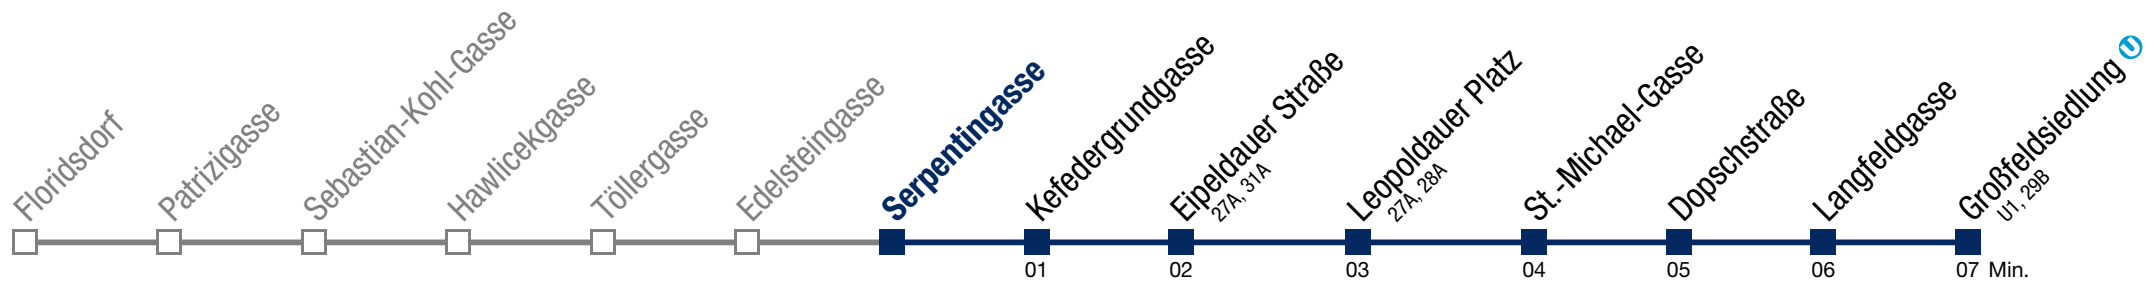 Floridsdorf
Patrizigasse
Sebastian-Kohl-Gasse
Hawlicekgasse
Töllergasse
Edelsteingasse
Serpentingasse
Kefedergrundgasse
01
Eipeldauer Straße
27A, 31A
02
Leopoldauer Platz
27A, 28A
03
St.-Michael-Gasse
04
Dopschstraße
05
Langfeldgasse
06
Großfeldsiedlung U
U1, 29B
07 Min.